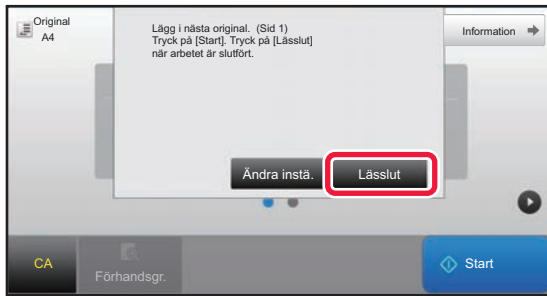 Original
A4
Lägg i nästa original. (Sid 1)
Tryck på [Start]. Tryck på [Lässlut]
när arbetet är slutfört.
Information
Ändra instä.
Lässlut
CA
Förhandsgr.
Start